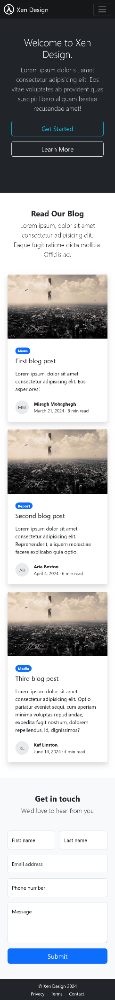 Xen Design
Welcome to Xen
Design.
Lorem ipsum dolor sit amet
consectetur adipisicing elit. Eos
vitae voluptates ab provident quas
suscipit libero aliquam beatae
recusandae amet!
Get Started
Learn More
Read Our Blog
Lorem ipsum, dolor sit amet
consectetur adipisicing elit.
Eaque fugit ratione dicta mollitia.
Officiis ad.
News
First blog post
Lorem ipsum, dolor sit amet
consectetur adipisicing elit. Eos,
asperiores!
MM
Misagh Mohaghegh
March 21, 2024 · 8 min read
Report
Second blog post
Lorem ipsum dolor sit amet
consectetur adipisicing elit.
Reprehenderit, aliquam molestiae
facere explicabo quia optio.
AB
Aria Boston
April 4, 2024 · 6 min read
Media
Third blog post
Lorem ipsum dolor sit amet,
consectetur adipisicing elit. Optio
pariatur eveniet sequi, cum aperiam
minima voluptas repudiandae,
expedita fugit nostrum, dolorem
repellendus. Id, dignissimos?
KL
Kaf Linston
June 14, 2024 · 4 min read
Get in touch
We'd love to hear from you
First name
Last name
Email address
Phone number
Message
Submit
© Xen Design 2024
Privacy · Terms · Contact